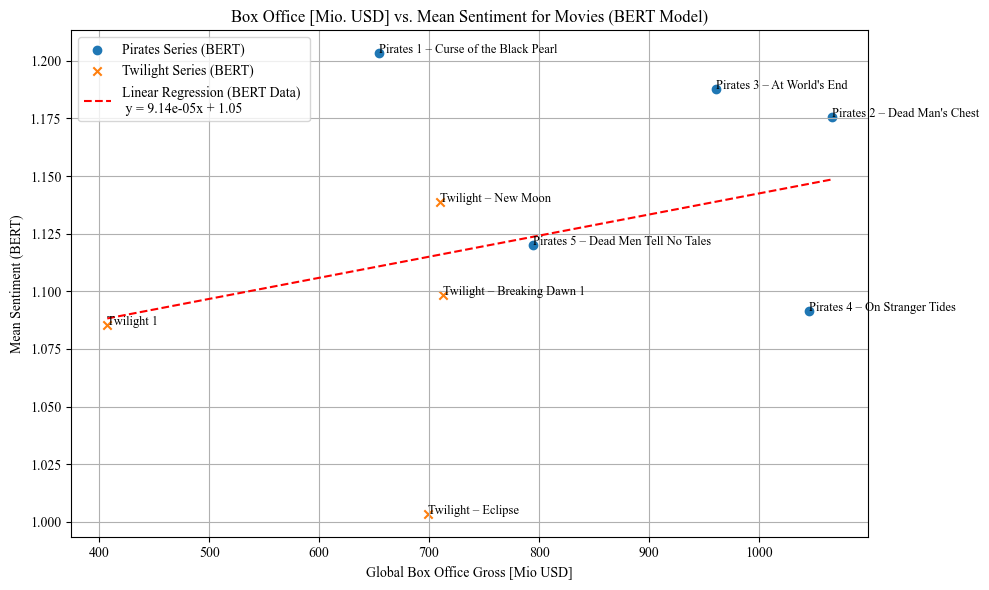 Box Office [Mio. USD] vs. Mean Sentiment for Movies (BERT Model)
Pirates Series (BERT)
Twilight Series (BERT)
Linear Regression (BERT Data)
y = 9.14e-05x + 1.05
Pirates 1 – Curse of the Black Pearl
Pirates 3 – At World's End
Pirates 2 – Dead Man's Chest
Twilight – New Moon
Pirates 5 – Dead Men Tell No Tales
Twilight – Breaking Dawn 1
Pirates 4 – On Stranger Tides
Twilight 1
Twilight – Eclipse
Mean Sentiment (BERT)
1.200
1.175
1.150
1.125
1.100
1.075
1.050
1.025
1.000
400 500 600 700 800 900 1000
Global Box Office Gross [Mio USD]